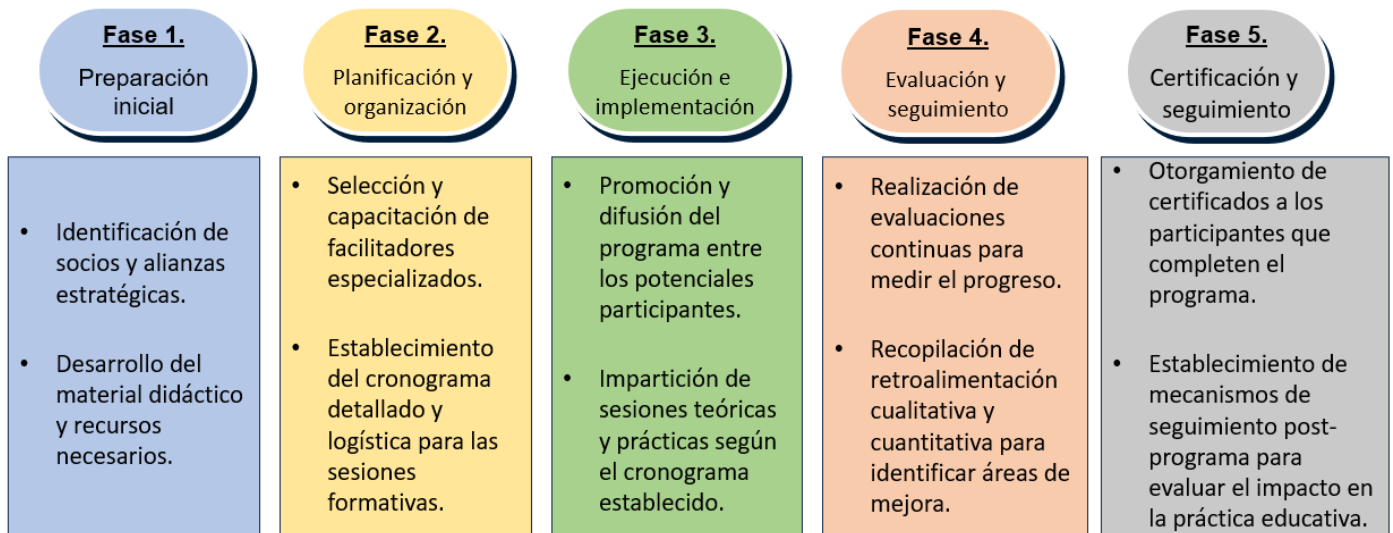 Fase 1.
Preparación
inicial
Fase 2.
Planificación y
organización
Fase 3.
Ejecución e
implementación
Fase 4.
Evaluación y
seguimiento
Fase 5.
Certificación y
seguimiento
• Identificación de
socios y alianzas
estratégicas.
• Desarrollo del
material didáctico
y recursos
necesarios.
• Selección y
capacitación de
facilitadores
especializados.
• Establecimiento
del cronograma
detallado y
logística para las
sesiones
formativas.
• Promoción y
difusión del
programa entre
los potenciales
participantes.
• Impartición de
sesiones teóricas
y prácticas según
el cronograma
establecido.
• Realización de
evaluaciones
continuas para
medir el progreso.
• Recopilación de
retroalimentación
cualitativa y
cuantitativa para
identificar áreas de
mejora.
• Otorgamiento de
certificados a los
participantes que
completen el
programa.
• Establecimiento de
mecanismos de
seguimiento post-
programa para
evaluar el impacto en
la práctica educativa.